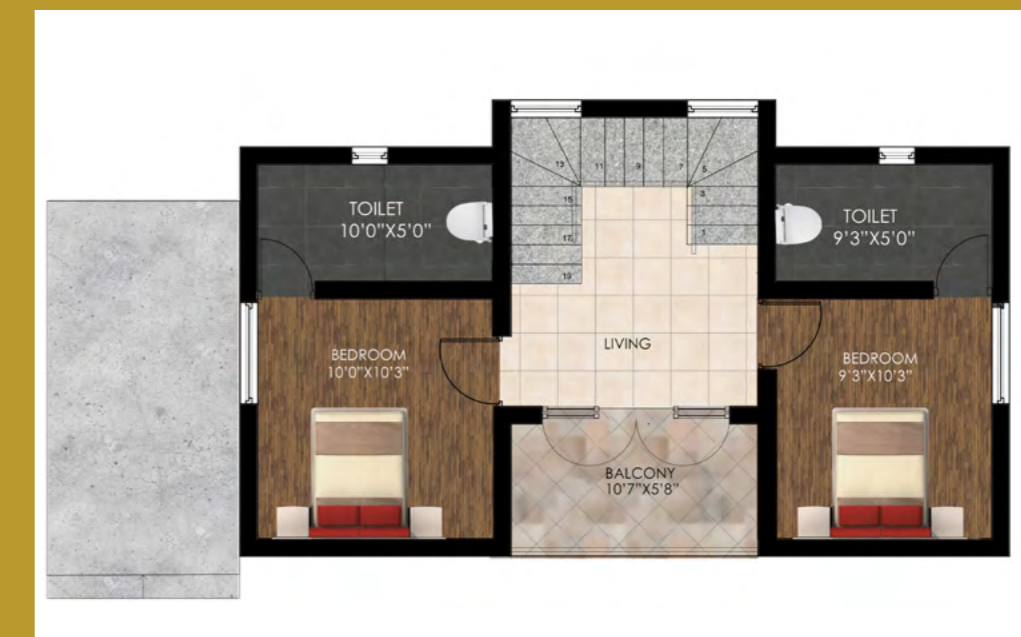 TOILET
10'0"X5'0"
TOILET
9'3"X5'0"
13
11
9
7
5
15
3
17
1
19
LIVING
BEDROOM
10'0"X10'3"
BEDROOM
9'3"X10'3"
BALCONY
10'7"X5'8"